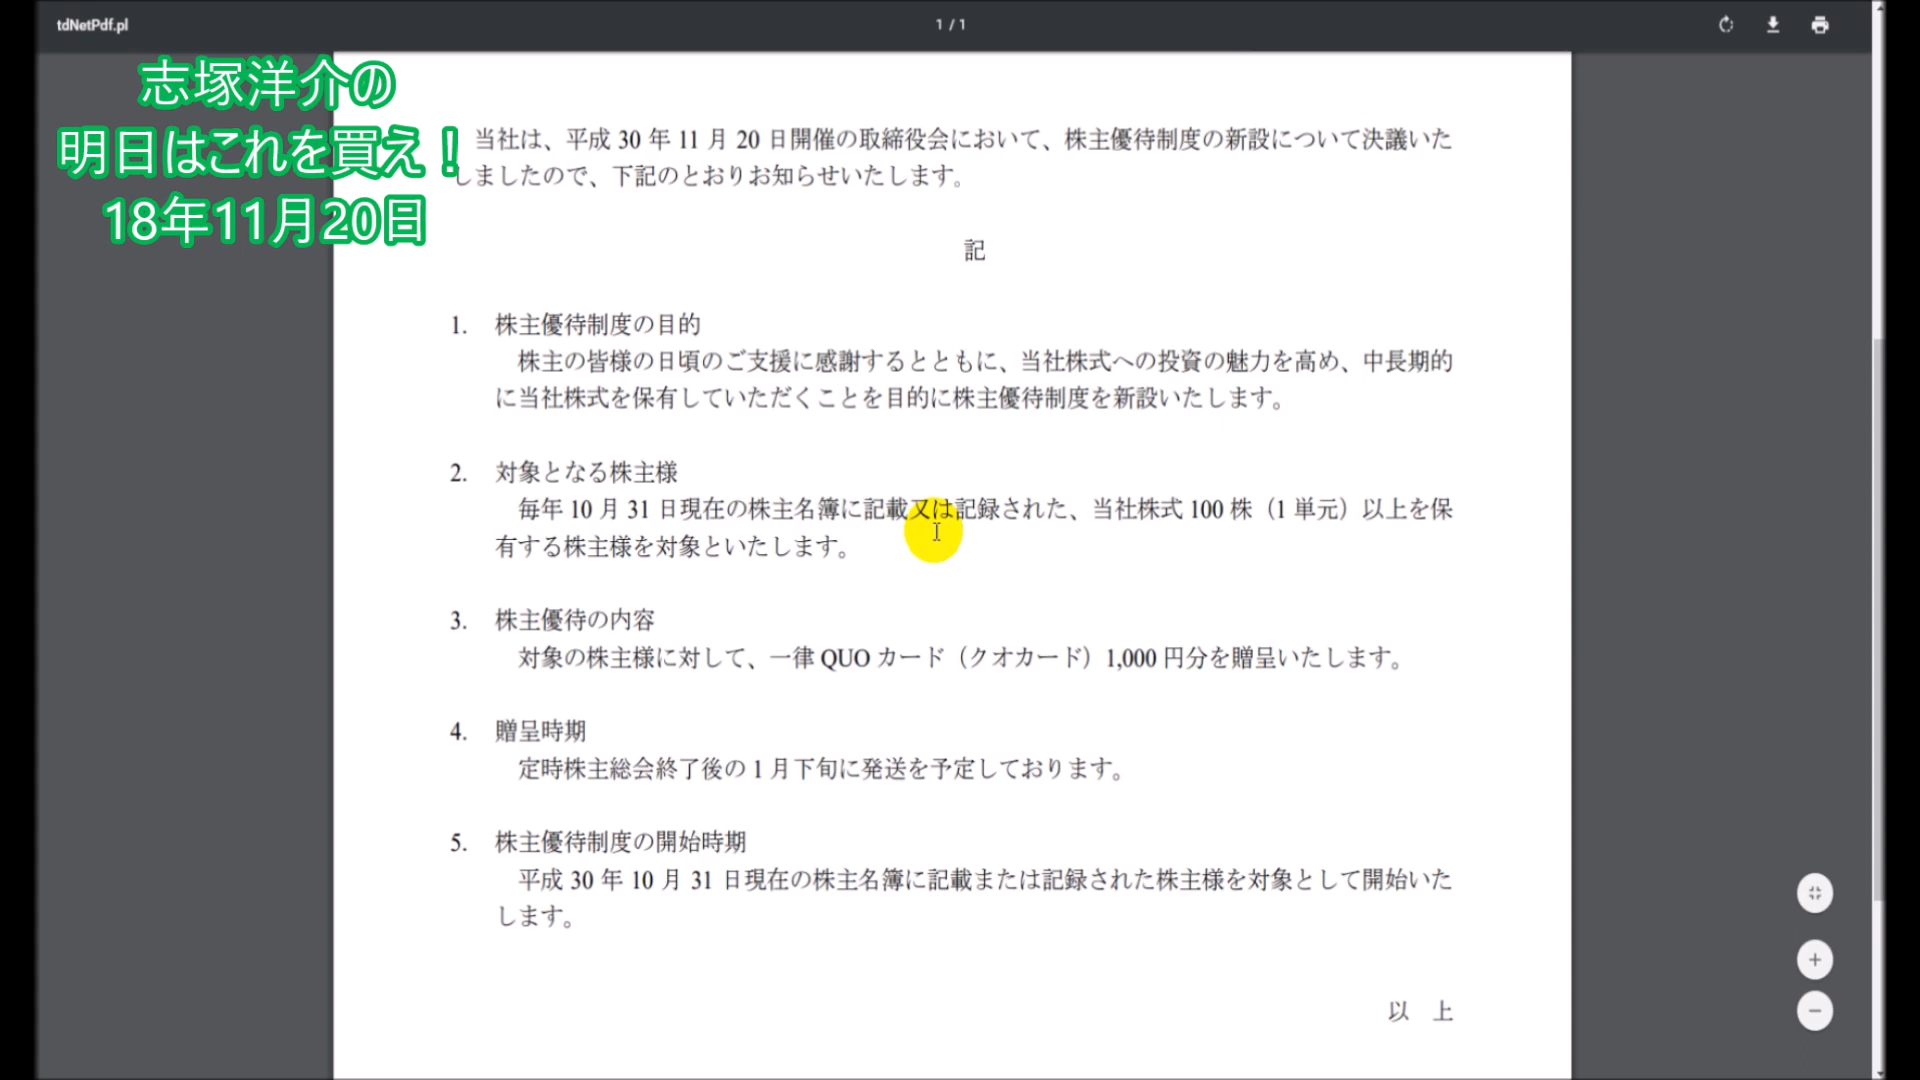 tdNetPdf.pl
1 / 1
志塚洋介の
明日はこれを買え！
18年11月20日
当社は、平成 30 年 11 月 20 日開催の取締役会において、株主優待制度の新設について決議いた
しましたので、下記のとおりお知らせいたします。
記
1. 株主優待制度の目的
株主の皆様の日頃のご支援に感謝するとともに、当社株式への投資の魅力を高め、中長期的
に当社株式を保有していただくことを目的に株主優待制度を新設いたします。
2. 対象となる株主様
毎年 10 月 31 日現在の株主名簿に記載又は記録された、当社株式 100 株（1 単元）以上を保
有する株主様を対象といたします。
3. 株主優待の内容
対象の株主様に対して、一律 QUO カード（クオカード）1,000 円分を贈呈いたします。
4. 贈呈時期
定時株主総会終了後の 1 月下旬に発送を予定しております。
5. 株主優待制度の開始時期
平成 30 年 10 月 31 日現在の株主名簿に記載または記録された株主様を対象として開始いた
します。
以 上